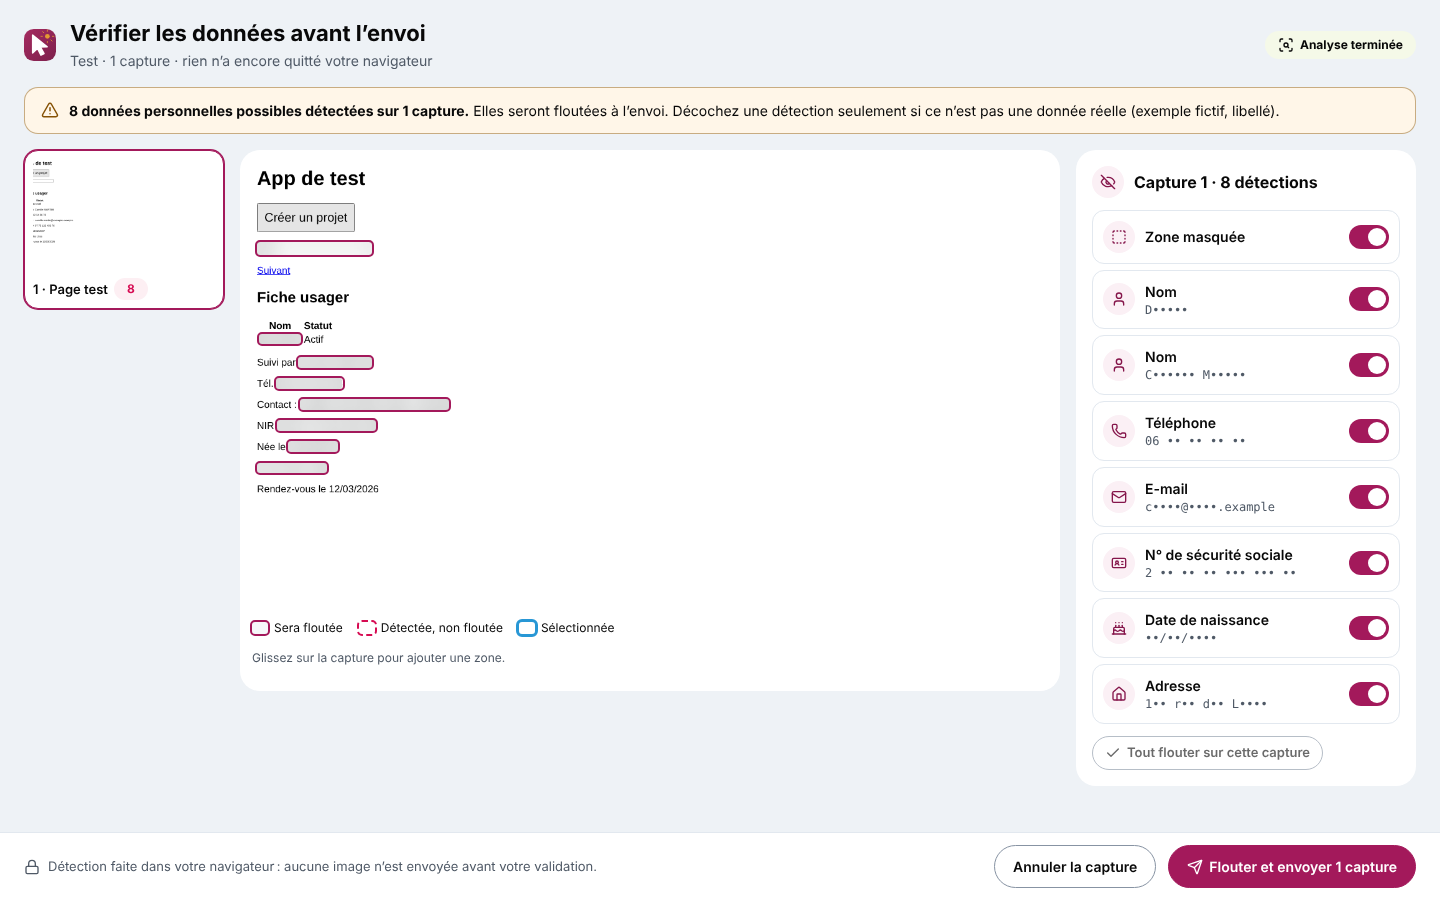 Vérifier les données avant l’envoi
Test · 1 capture · rien n’a encore quitté votre navigateur
Analyse terminée
8 données personnelles possibles détectées sur 1 capture. Elles seront floutées à l’envoi. Décochez une détection seulement si ce n’est pas une donnée réelle (exemple fictif, libellé).
1 · Page test 8
App de test
Créer un projet
Suivant
Fiche usager
Nom Statut
Actif
Suivi par
Tél.
Contact :
NIR
Née le
Rendez-vous le 12/03/2026
Sera floutée Détectée, non floutée Sélectionnée
Glissez sur la capture pour ajouter une zone.
Capture 1 · 8 détections
Zone masquée
Nom
D•••••
Nom
C•••••• M•••••
Téléphone
06 •• •• •• ••
E-mail
c••••@••••.example
N° de sécurité sociale
2 •• •• •• ••• ••• ••
Date de naissance
••/••/••••
Adresse
1•• r•• d•• L••••
Tout flouter sur cette capture
Détection faite dans votre navigateur : aucune image n’est envoyée avant votre validation.
Annuler la capture
Flouter et envoyer 1 capture